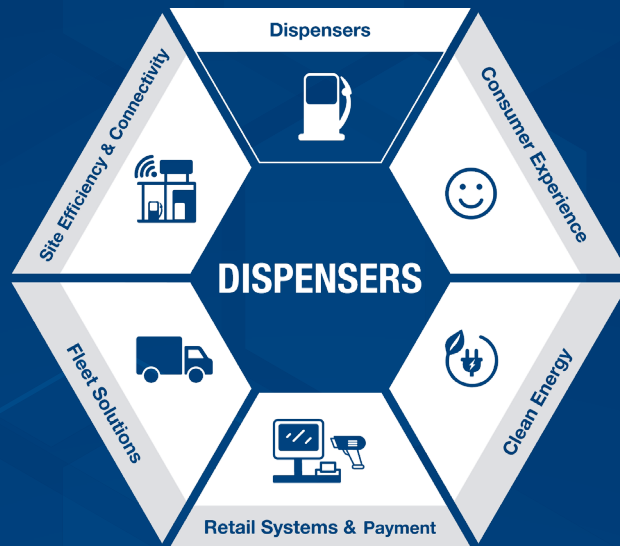 Dispensers
Site Efficiency & Connectivity
Consumer Experience
DISPENSERS
Fleet Solutions
Clean Energy
Retail Systems & Payment